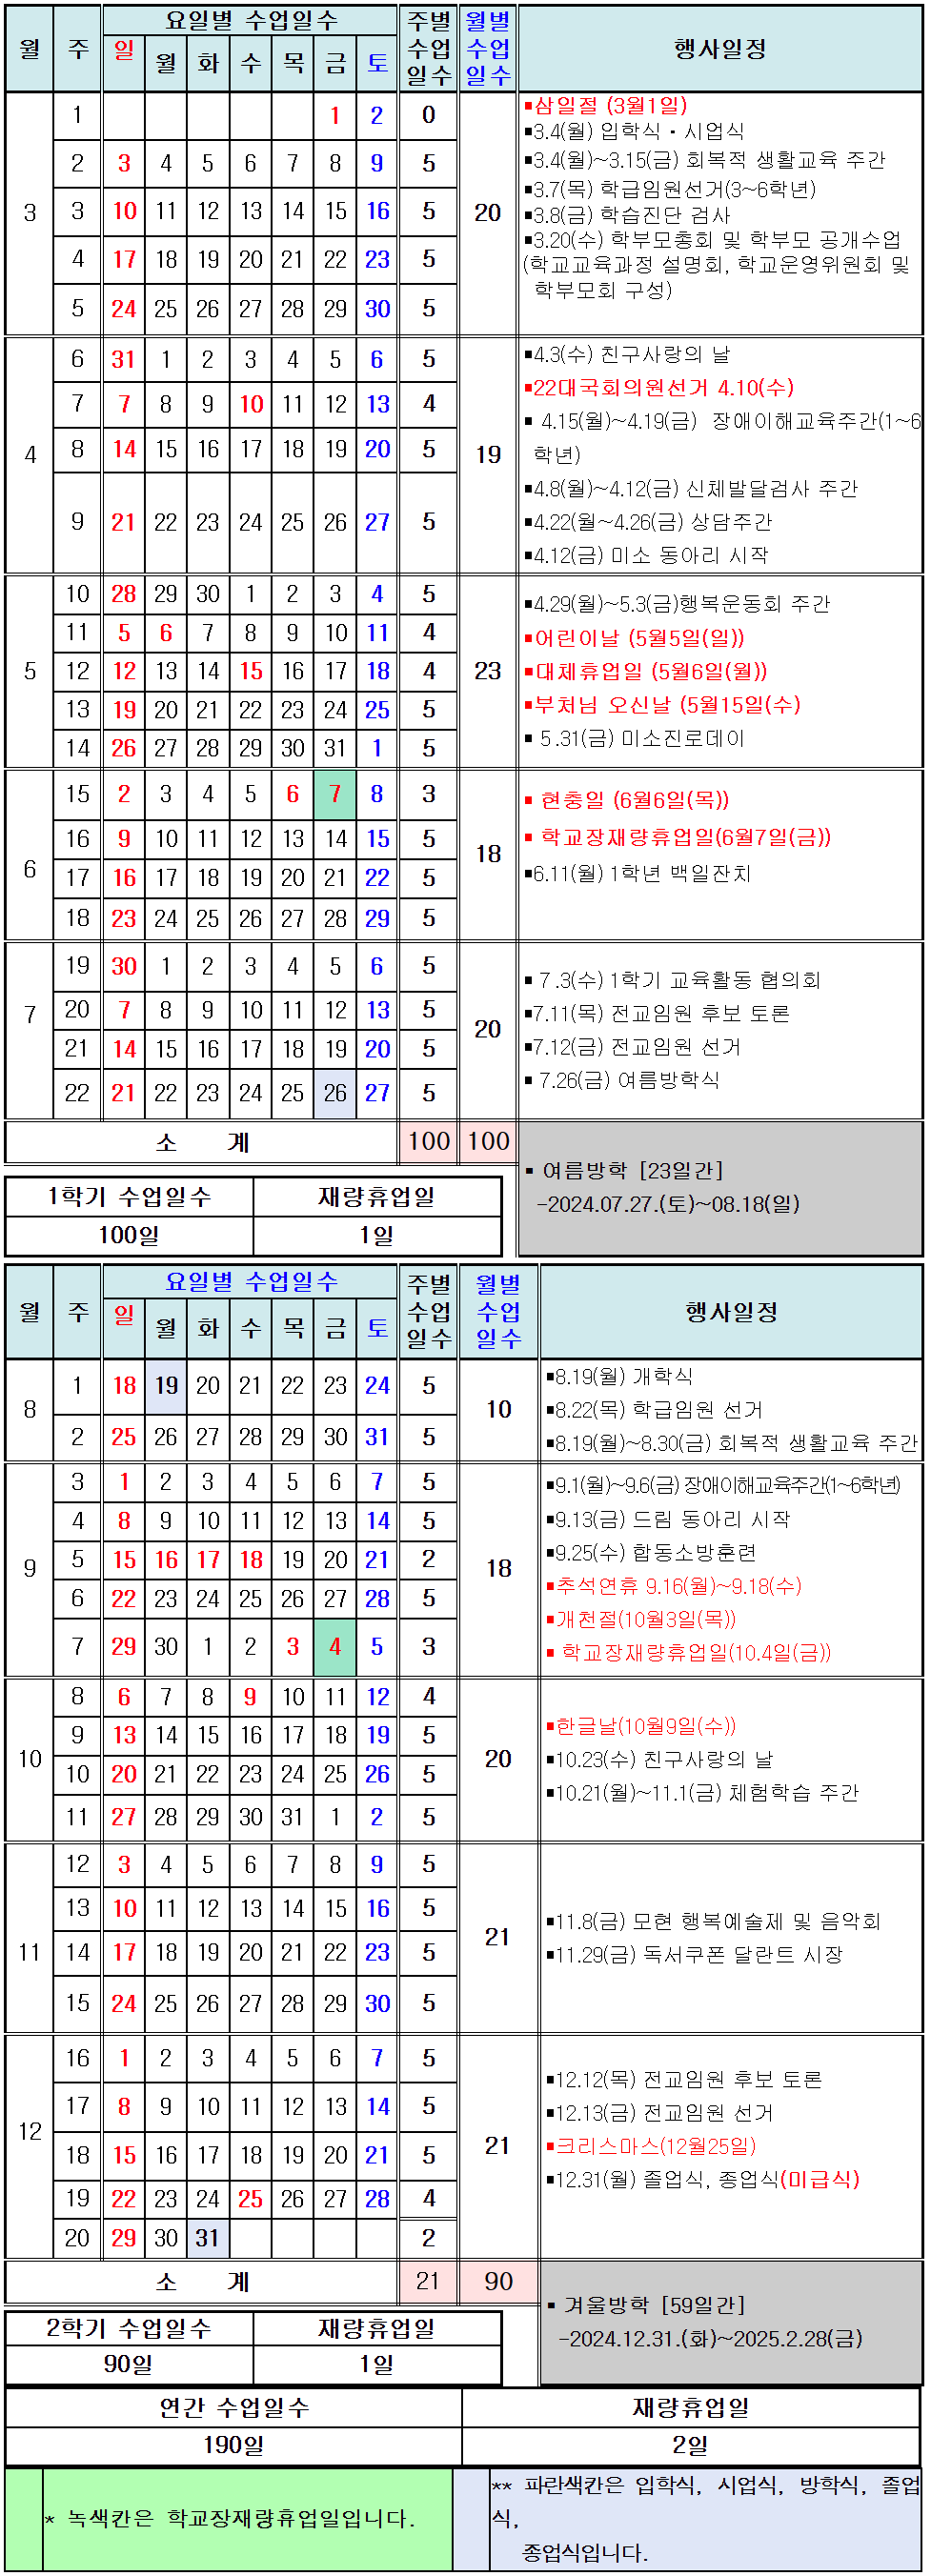 월 주 요일별 수업일수 주별 수업일수 월별 수업일수 행사일정
일 월 화 수 목 금 토
3
1 1 2 0
2 3 4 5 6 7 8 9 5
3 10 11 12 13 14 15 16 5
4 17 18 19 20 21 22 23 5
5 24 25 26 27 28 29 30 5
20
▪삼일절 (3월1일)
▪3.4(월) 입학식・시업식
▪3.4(월)~3.15(금) 회복적 생활교육 주간
▪3.7(목) 학급임원선거(3~6학년)
▪3.8(금) 학습진단 검사
▪3.20(수) 학부모총회 및 학부모 공개수업
(학교교육과정 설명회, 학교운영위원회 및
학부모회 구성)
4
6 31 1 2 3 4 5 6 5
7 7 8 9 10 11 12 13 4
8 14 15 16 17 18 19 20 5
9 21 22 23 24 25 26 27 5
19
▪4.3(수) 친구사랑의 날
▪22대국회의원선거 4.10(수)
▪ 4.15(월)~4.19(금) 장애이해교육주간(1~6
학년)
▪4.8(월)~4.12(금) 신체발달검사 주간
▪4.22(월~4.26(금) 상담주간
▪4.12(금) 미소 동아리 시작
5
10 28 29 30 1 2 3 4 5
11 5 6 7 8 9 10 11 4
12 12 13 14 15 16 17 18 4
13 19 20 21 22 23 24 25 5
14 26 27 28 29 30 31 1 5
23
▪4.29(월)~5.3(금)행복운동회 주간
▪어린이날 (5월5일(일))
▪대체휴업일 (5월6일(월))
▪부처님 오신날 (5월15일(수)
▪ 5.31(금) 미소진로데이
6
15 2 3 4 5 6 7 8 3
16 9 10 11 12 13 14 15 5
17 16 17 18 19 20 21 22 5
18 23 24 25 26 27 28 29 5
18
▪ 현충일 (6월6일(목))
▪ 학교장재량휴업일(6월7일(금))
▪6.11(월) 1학년 백일잔치
7
19 30 1 2 3 4 5 6 5
20 7 8 9 10 11 12 13 5
21 14 15 16 17 18 19 20 5
22 21 22 23 24 25 26 27 5
20
▪ 7.3(수) 1학기 교육활동 협의회
▪7.11(목) 전교임원 후보 토론
▪7.12(금) 전교임원 선거
▪ 7.26(금) 여름방학식
소 계 100 100
▪ 여름방학 [23일간]
-2024.07.27.(토)~08.18(일)
1학기 수업일수 재량휴업일
100일 1일
월 주 요일별 수업일수 주별 수업일수 월별 수업일수 행사일정
일 월 화 수 목 금 토
8
1 18 19 20 21 22 23 24 5
2 25 26 27 28 29 30 31 5
10
▪8.19(월) 개학식
▪8.22(목) 학급임원 선거
▪8.19(월)~8.30(금) 회복적 생활교육 주간
9
3 1 2 3 4 5 6 7 5
4 8 9 10 11 12 13 14 5
5 15 16 17 18 19 20 21 2
6 22 23 24 25 26 27 28 5
7 29 30 1 2 3 4 5 3
18
▪9.1(월)~9.6(금) 장애이해교육주간(1~6학년)
▪9.13(금) 드림 동아리 시작
▪9.25(수) 합동소방훈련
▪추석연휴 9.16(월)~9.18(수)
▪개천절(10월3일(목))
▪ 학교장재량휴업일(10.4일(금))
10
8 6 7 8 9 10 11 12 4
9 13 14 15 16 17 18 19 5
10 20 21 22 23 24 25 26 5
11 27 28 29 30 31 1 2 5
20
▪한글날(10월9일(수))
▪10.23(수) 친구사랑의 날
▪10.21(월)~11.1(금) 체험학습 주간
11
12 3 4 5 6 7 8 9 5
13 10 11 12 13 14 15 16 5
14 17 18 19 20 21 22 23 5
15 24 25 26 27 28 29 30 5
21
▪11.8(금) 모현 행복예술제 및 음악회
▪11.29(금) 독서쿠폰 달란트 시장
12
16 1 2 3 4 5 6 7 5
17 8 9 10 11 12 13 14 5
18 15 16 17 18 19 20 21 5
19 22 23 24 25 26 27 28 4
20 29 30 31 2
21
▪12.12(목) 전교임원 후보 토론
▪12.13(금) 전교임원 선거
▪크리스마스(12월25일)
▪12.31(월) 졸업식, 종업식(미급식)
소 계 21 90
▪ 겨울방학 [59일간]
-2024.12.31.(화)~2025.2.28(금)
2학기 수업일수 재량휴업일
90일 1일
연간 수업일수 재량휴업일
190일 2일
* 녹색칸은 학교장재량휴업일입니다.
** 파란색칸은 입학식, 시업식, 방학식, 졸업
식,
종업식입니다.